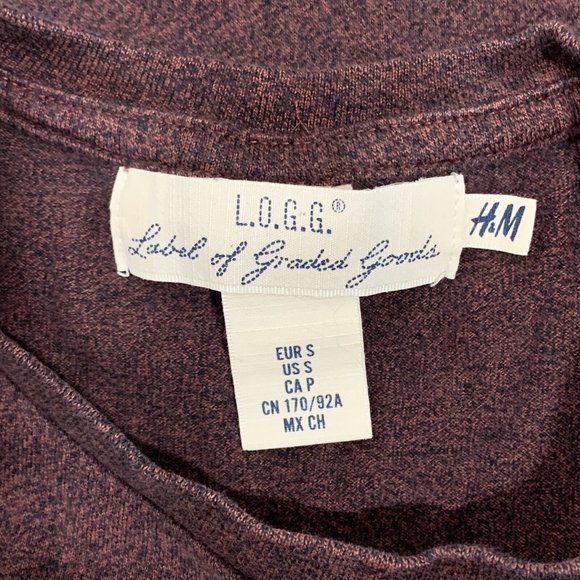 L.O.G.G.®
Label of Graded Goods
H&M
EUR S
US S
CA P
CN 170/92A
MX CH